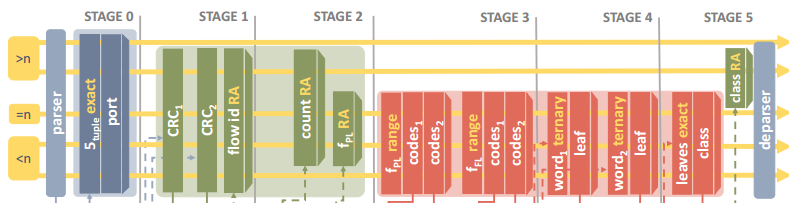 STAGE 0
STAGE 1
STAGE 2
STAGE 3
STAGE 4
STAGE 5
>n
=n
<n
parser
5tuple exact
port
CRC1
CRC2
flow id RA
count RA
fPL RA
fPL range
codes1
codes2
fPL range
codes1
codes2
word1 ternary
leaf
word2 ternary
leaf
leaves exact
class
class RA
deparser